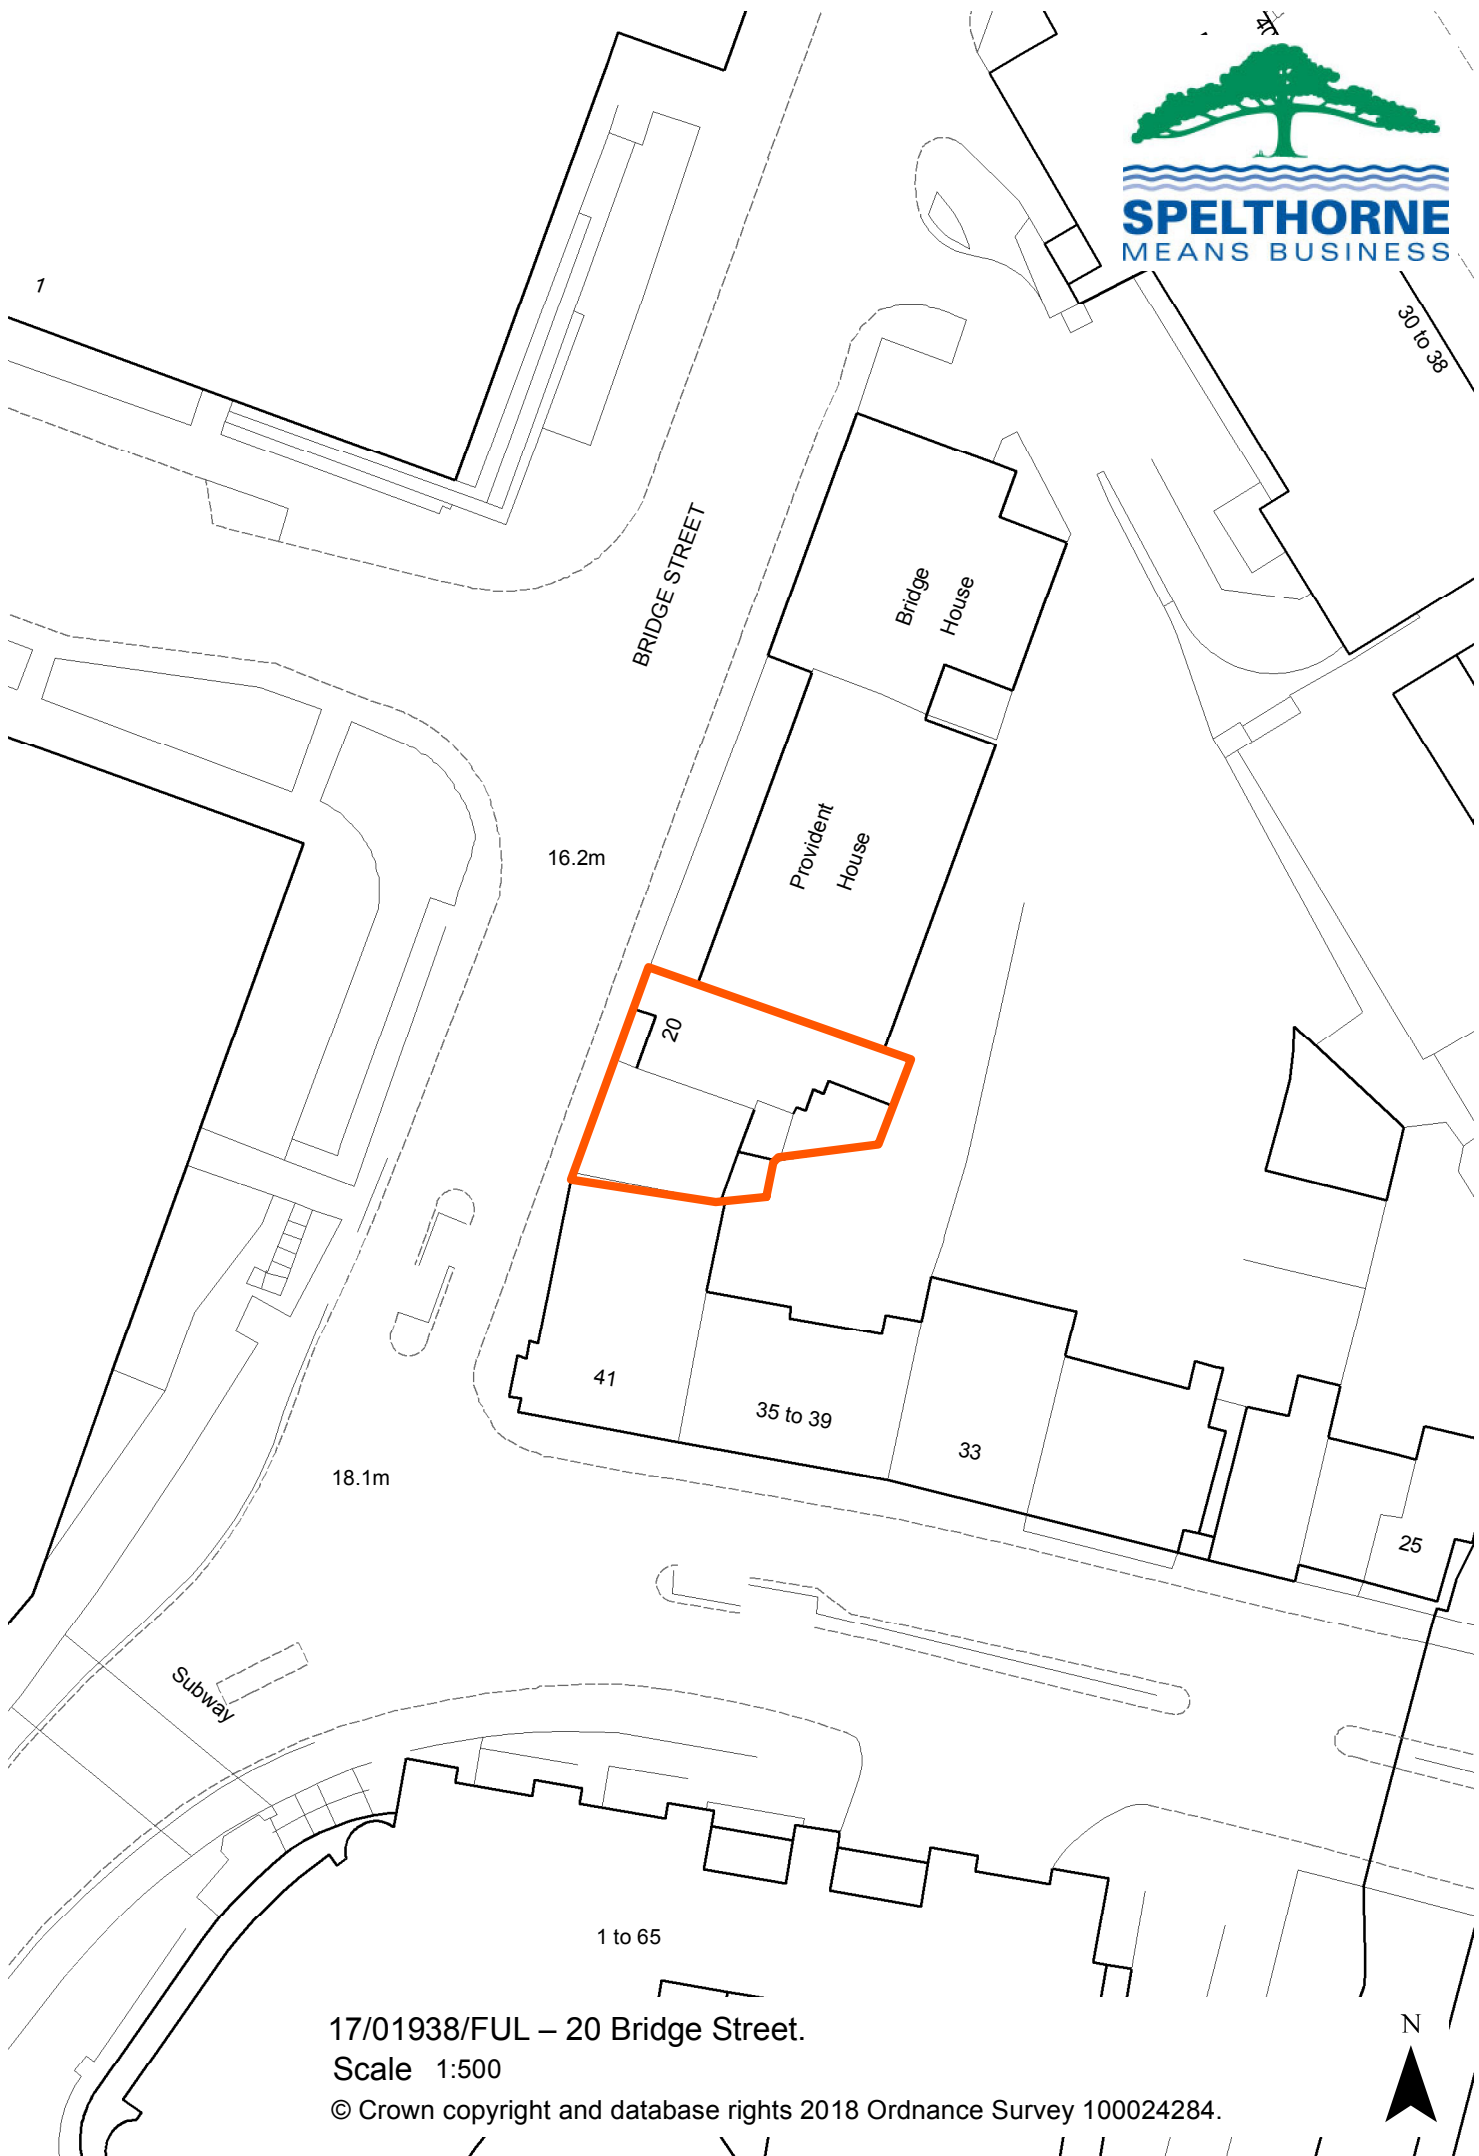 40
SPELTHORNE
MEANS BUSINESS
1
30 to 38
BRIDGE STREET
Bridge
House
16.2m
Provident
House
20
41
35 to 39
33
18.1m
25
Subway
1 to 65
17/01938/FUL – 20 Bridge Street.
Scale 1:500
© Crown copyright and database rights 2018 Ordnance Survey 100024284.
N